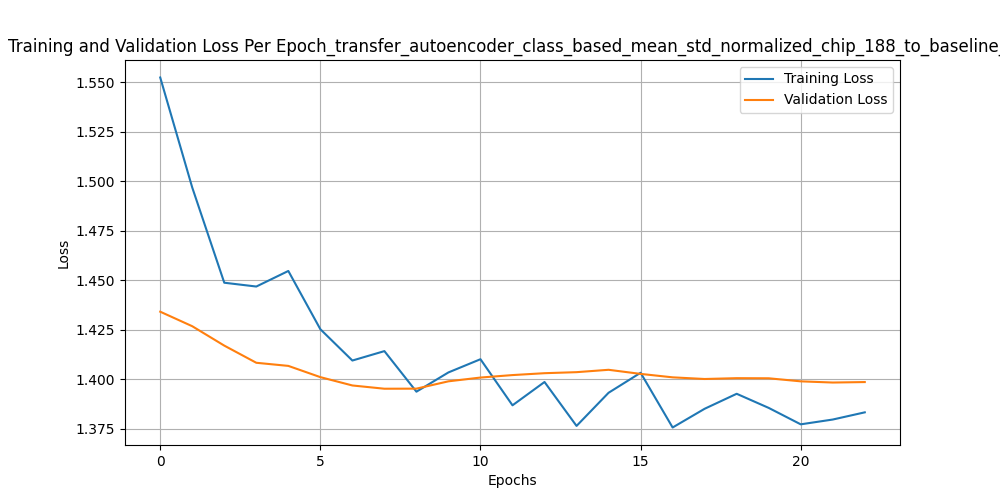 Training and Validation Loss Per Epoch_transfer_autoencoder_class_based_mean_std_normalized_chip_188_to_baseline_
Training Loss
Validation Loss
1.550
1.525
1.500
1.475
1.450
1.425
1.400
1.375
Loss
0 5 10 15 20
Epochs